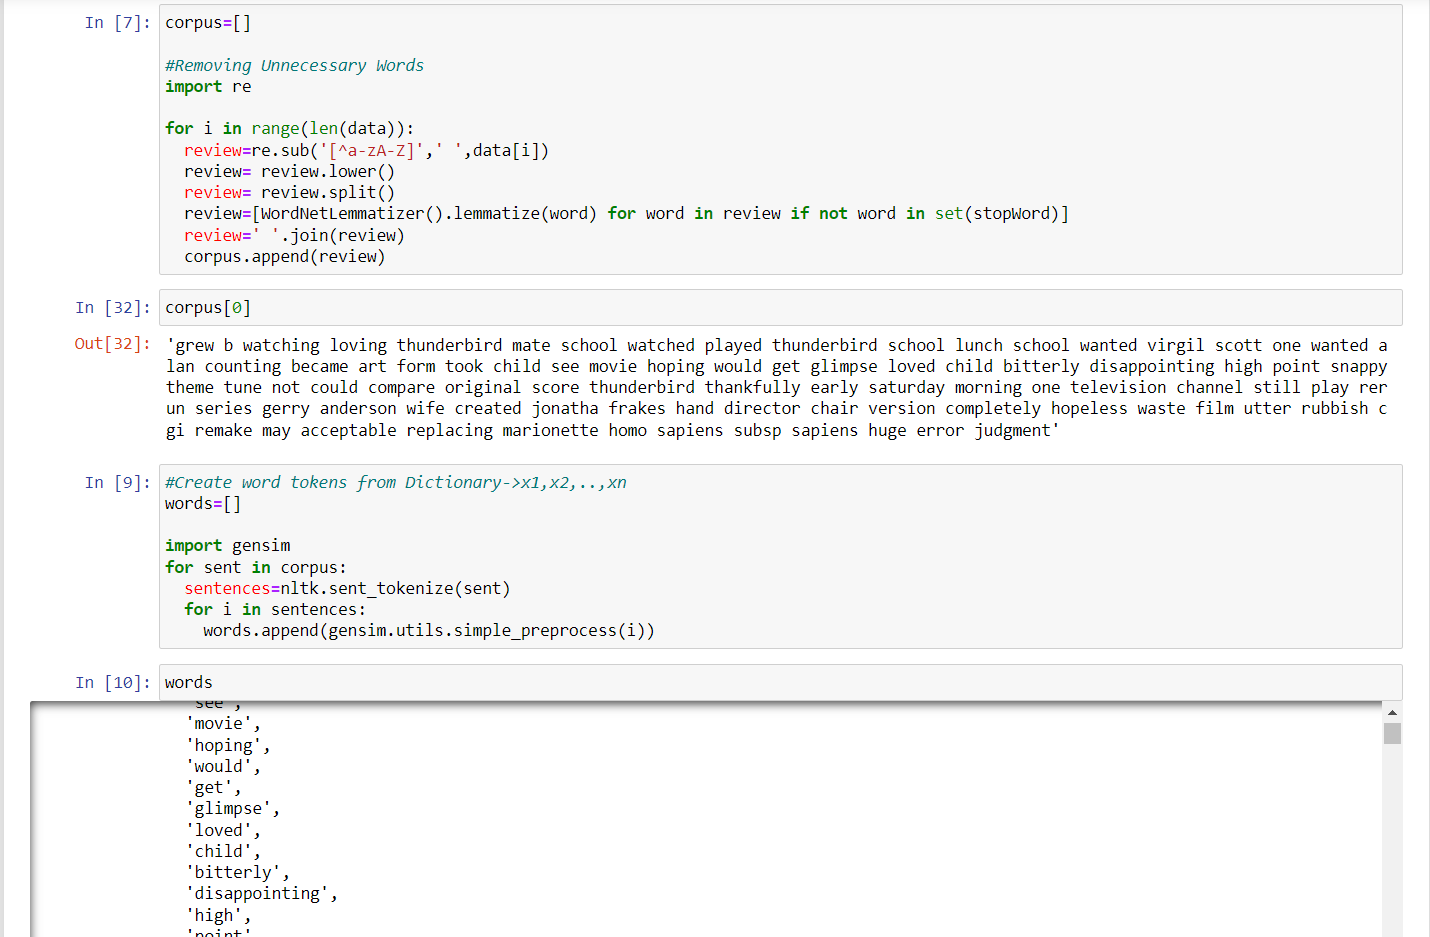 In [7]: corpus=[]
#Removing Unnecessary Words
import re
for i in range(len(data)):
review=re.sub('[^a-zA-Z]',' ',data[i])
review= review.lower()
review= review.split()
review=[WordNetLemmatizer().lemmatize(word) for word in review if not word in set(stopWord)]
review=' '.join(review)
corpus.append(review)
In [32]: corpus[0]
Out[32]: 'grew b watching loving thunderbird mate school watched played thunderbird school lunch school wanted virgil scott one wanted a
lan counting became art form took child see movie hoping would get glimpse loved child bitterly disappointing high point snappy
theme tune not could compare original score thunderbird thankfully early saturday morning one television channel still play rer
un series gerry anderson wife created jonatha frakes hand director chair version completely hopeless waste film utter rubbish c
gi remake may acceptable replacing marionette homo sapiens subsp sapiens huge error judgment'
In [9]: #Create word tokens from Dictionary->x1,x2,..,xn
words=[]
import gensim
for sent in corpus:
sentences=nltk.sent_tokenize(sent)
for i in sentences:
words.append(gensim.utils.simple_preprocess(i))
In [10]: words
'see',
'movie',
'hoping',
'would',
'get',
'glimpse',
'loved',
'child',
'bitterly',
'disappointing',
'high',
'point'